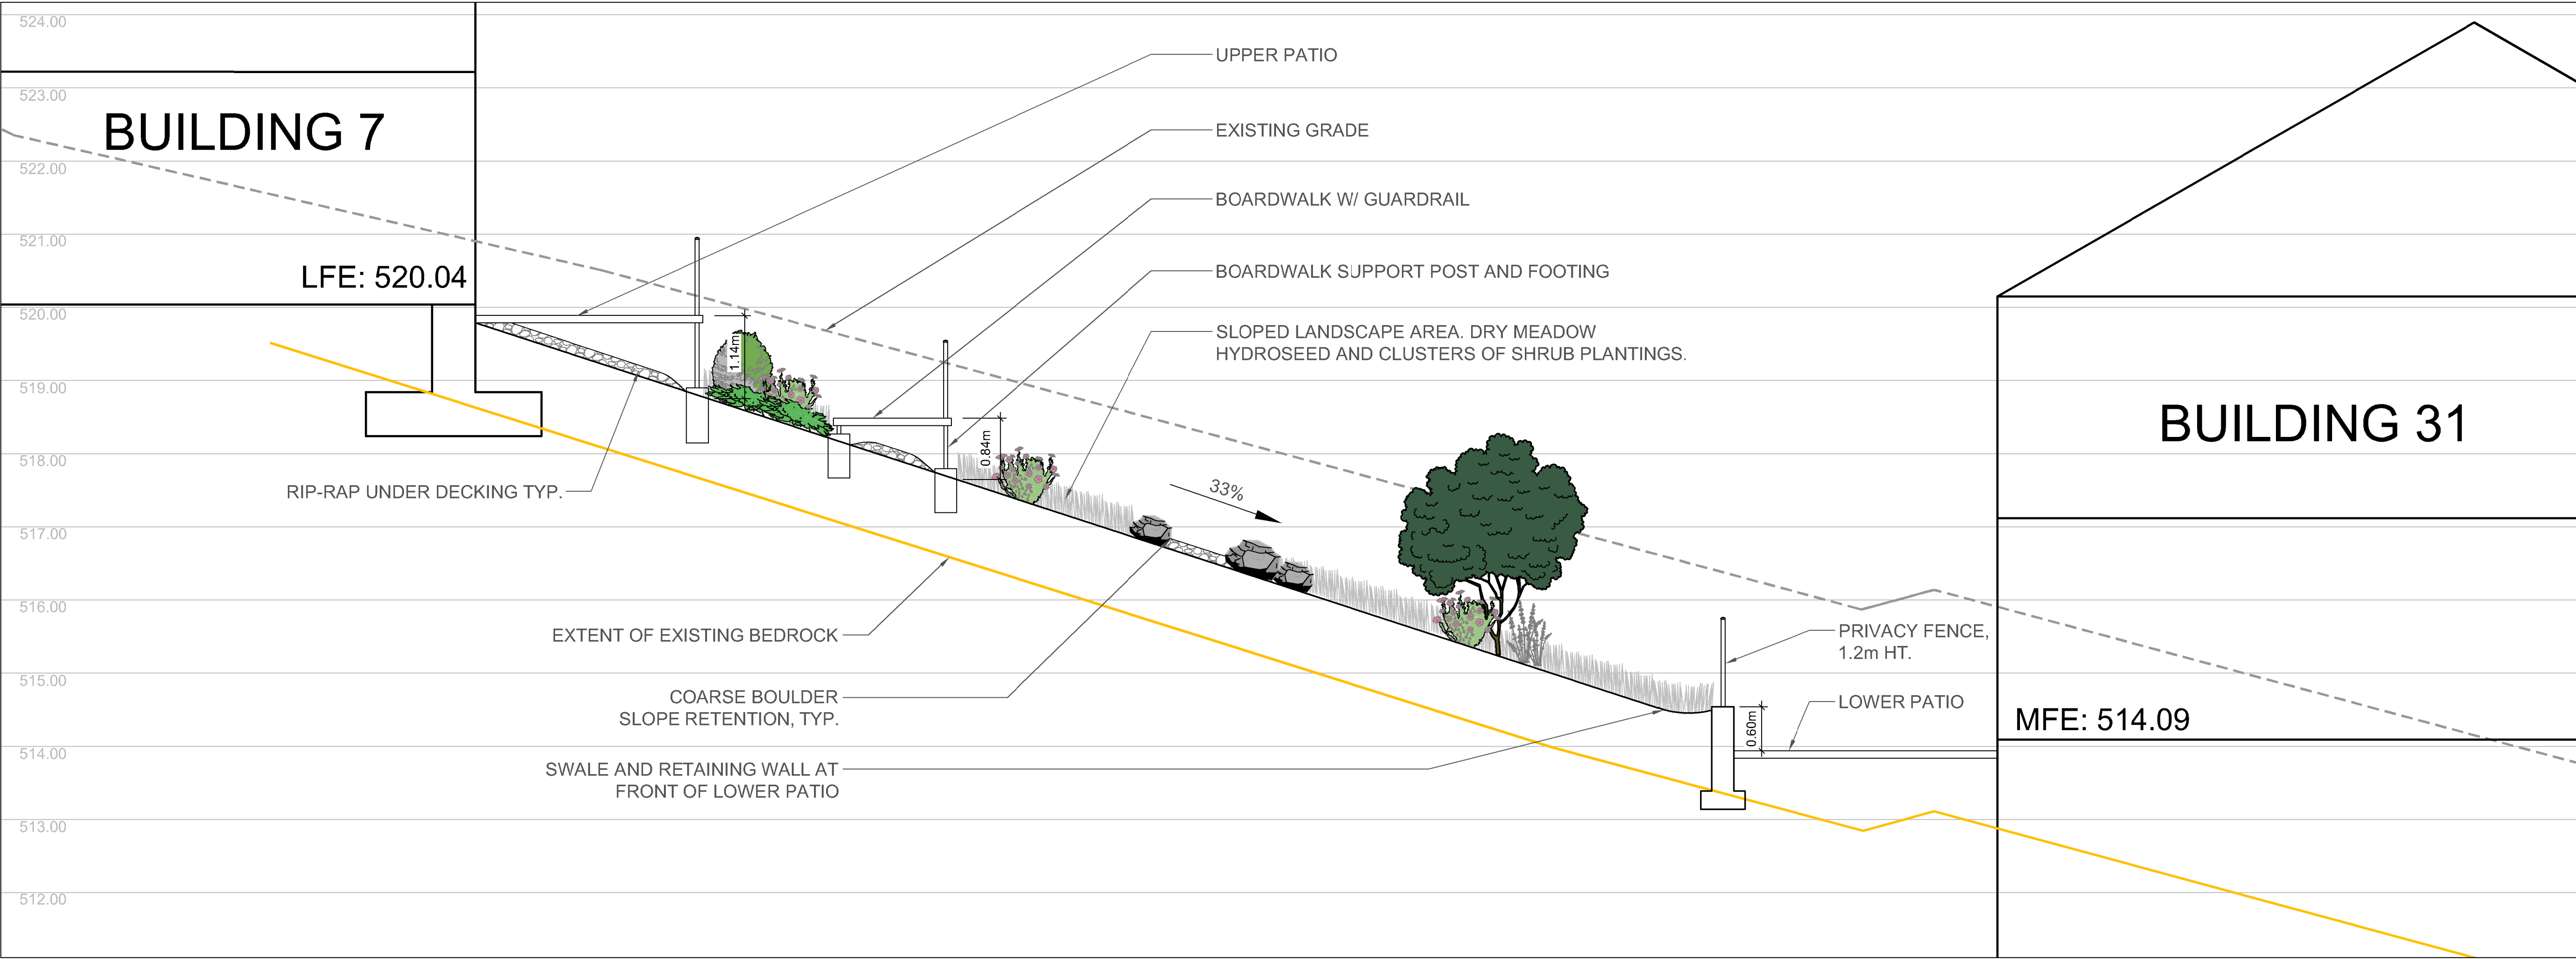 524.00
523.00
522.00
521.00
520.00
519.00
518.00
517.00
516.00
515.00
514.00
513.00
512.00
BUILDING 7
LFE: 520.04
UPPER PATIO
EXISTING GRADE
BOARDWALK W/ GUARDRAIL
BOARDWALK SUPPORT POST AND FOOTING
SLOPED LANDSCAPE AREA. DRY MEADOW
HYDROSEED AND CLUSTERS OF SHRUB PLANTINGS.
1.14m
0.84m
33%
RIP-RAP UNDER DECKING TYP.
EXTENT OF EXISTING BEDROCK
COARSE BOULDER
SLOPE RETENTION, TYP.
SWALE AND RETAINING WALL AT
FRONT OF LOWER PATIO
PRIVACY FENCE,
1.2m HT.
LOWER PATIO
0.60m
BUILDING 31
MFE: 514.09